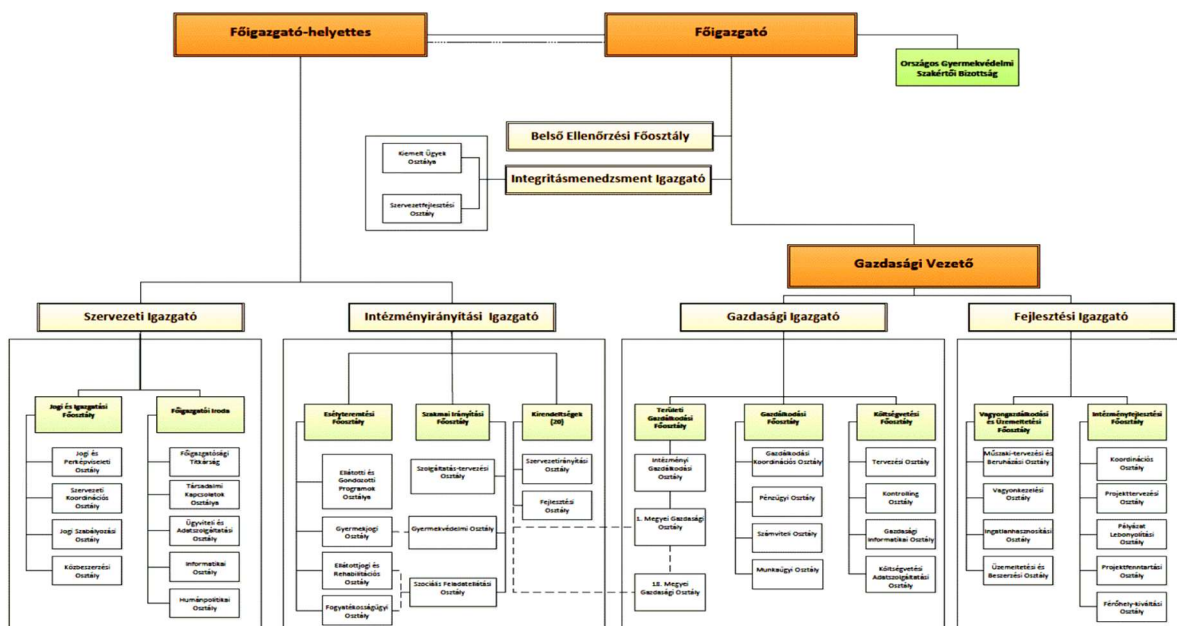 Főigazgató-helyettes
Főigazgató
Országos Gyermekvédelmi
Szakértői Bizottság
Belső Ellenőrzési Főosztály
Kiemelt Ügyek
Osztálya
Integritásmenedzsment Igazgató
Szervezetfejlesztési
Osztály
Gazdasági Vezető
Szervezeti Igazgató
Intézményirányítási Igazgató
Gazdasági Igazgató
Fejlesztési Igazgató
Jogi és Igazgatási
Főosztály
Jogi és
Perképviseleti
Osztály
Szervezeti
Koordinációs
Osztály
Jogi Szabályozási
Osztály
Közbeszerzési
Osztály
Főigazgatói Iroda
Főigazgatósági
Titkárság
Társadalmi
Kapcsolatok
Osztálya
Ügyviteli és
Adatszolgáltatási
Osztály
Informatikai
Osztály
Humánpolitikai
Osztály
Esélyteremtési
Főosztály
Ellátotti és
Gondozotti
Programok
Osztálya
Gyermekjogi
Osztály
Ellátottjogi és
Rehabilitációs
Osztály
Fogyatékosságügyi
Osztály
Szakmai Irányítási
Főosztály
Szolgáltatás-tervezési
Osztály
Gyermekvédelmi Osztály
Szociális Feladatellátási
Osztály
Kirendeltségek
(20)
Szervezetirányítási
Osztály
Fejlesztési
Osztály
Területi
Gazdálkodási
Főosztály
Intézményi
Gazdálkodási
Osztály
1. Megyei Gazdasági
Osztály
18. Megyei
Gazdasági Osztály
Gazdálkodási
Főosztály
Gazdálkodási
Koordinációs Osztály
Pénzügyi Osztály
Számviteli Osztály
Munkaügyi Osztály
Költségvetési
Főosztály
Tervezési Osztály
Kontrolling
Osztály
Gazdasági
Informatikai Osztály
Költségvetési
Adatszolgáltatási
Osztály
Vagyongazdálkodási
és Üzemeltetési
Főosztály
Műszaki-tervezési és
Beruházási Osztály
Vagyonkezelési
Osztály
Ingatlanhasznosítási
Osztály
Üzemeltetési és
Beszerzési Osztály
Intézményfejlesztési
Főosztály
Koordinációs
Osztály
Projekttervezési
Osztály
Pályázat
Lebonyolítási
Osztály
Projektfenntartási
Osztály
Férőhely-kiváltási
Osztály